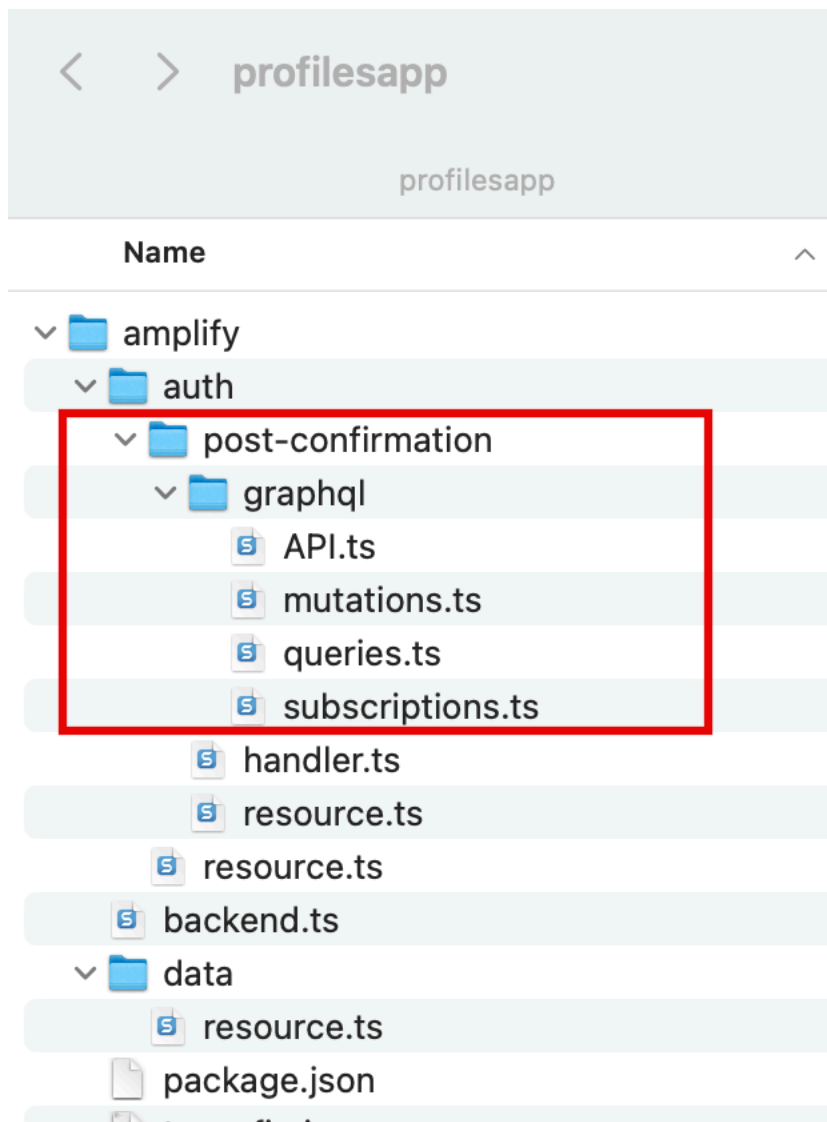 profilesapp
profilesapp
Name
amplify
auth
post-confirmation
graphql
API.ts
mutations.ts
queries.ts
subscriptions.ts
handler.ts
resource.ts
resource.ts
backend.ts
data
resource.ts
package.json